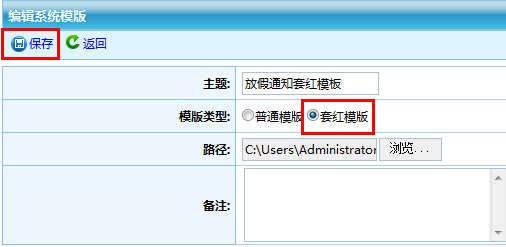 编辑系统模版
保存 返回
主题: 放假通知套红模板
模版类型: 普通模版 套红模版
路径: C:\Users\Administrator 浏览...
备注: